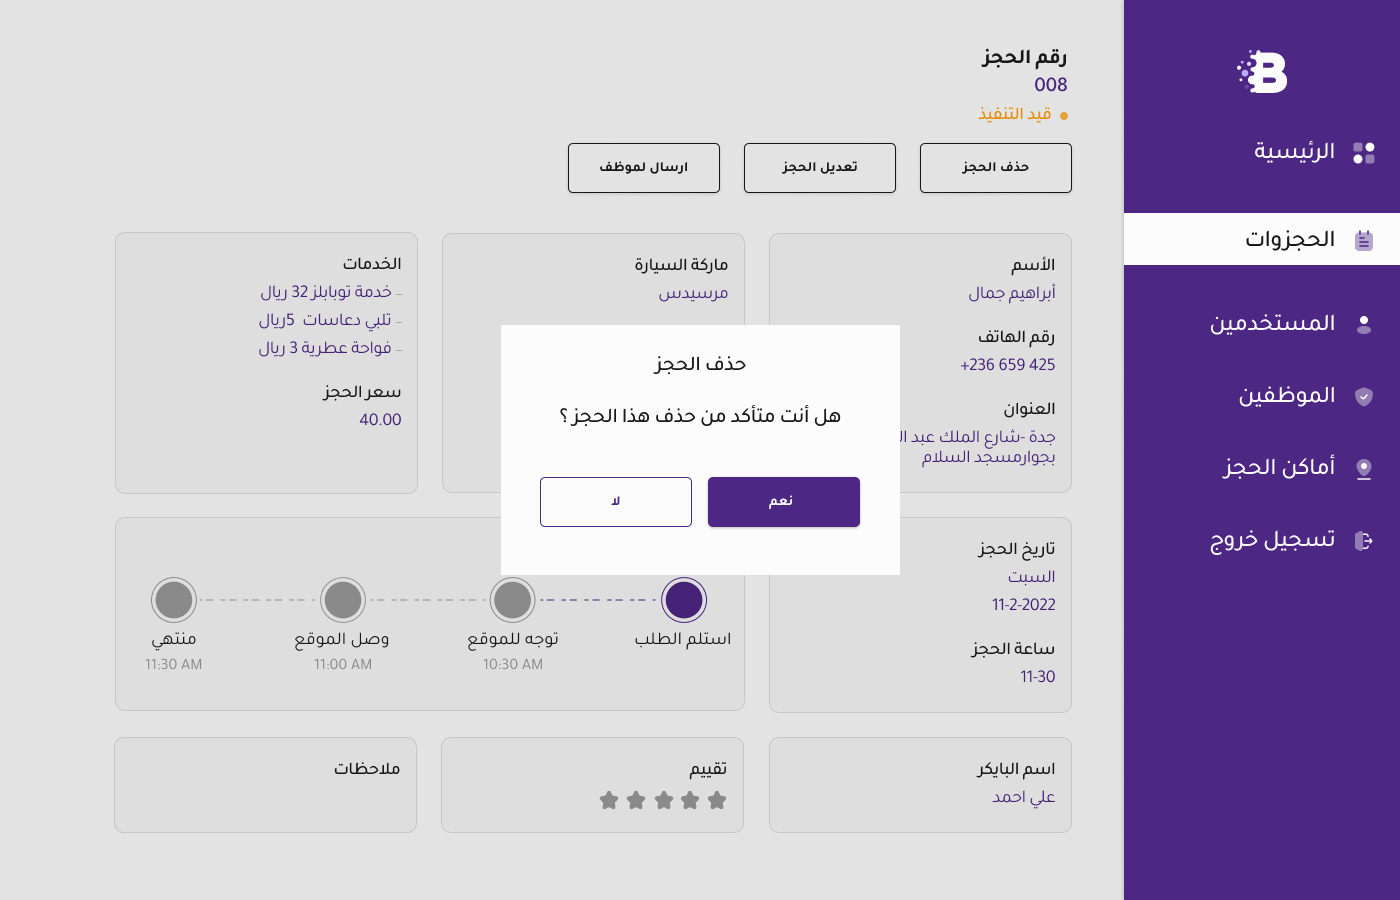 B
الرئيسية
الحجزوات
المستخدمين
الموظفين
أماكن الحجز
تسجيل خروج
رقم الحجز
008
قيد التنفيذ
حذف الحجز
تعديل الحجز
ارسال لموظف
الأسم
أبراهيم جمال
رقم الهاتف
+236 659 425
العنوان
جدة -شارع الملك عبد
بجوارمسجد السلام
ماركة السيارة
مرسيدس
الخدمات
– خدمة توبابلز 32 ريال
– تلبي دعاسات 5ريال
– فواحة عطرية 3 ريال
سعر الحجز
40.00
حذف الحجز
هل أنت متأكد من حذف هذا الحجز ؟
نعم
لا
تاريخ الحجز
السبت
11-2-2022
ساعة الحجز
11-30
استلم الطلب
توجه للموقع
10:30 AM
وصل الموقع
11:00 AM
منتهي
11:30 AM
اسم البايكر
علي احمد
تقييم
ملاحظات